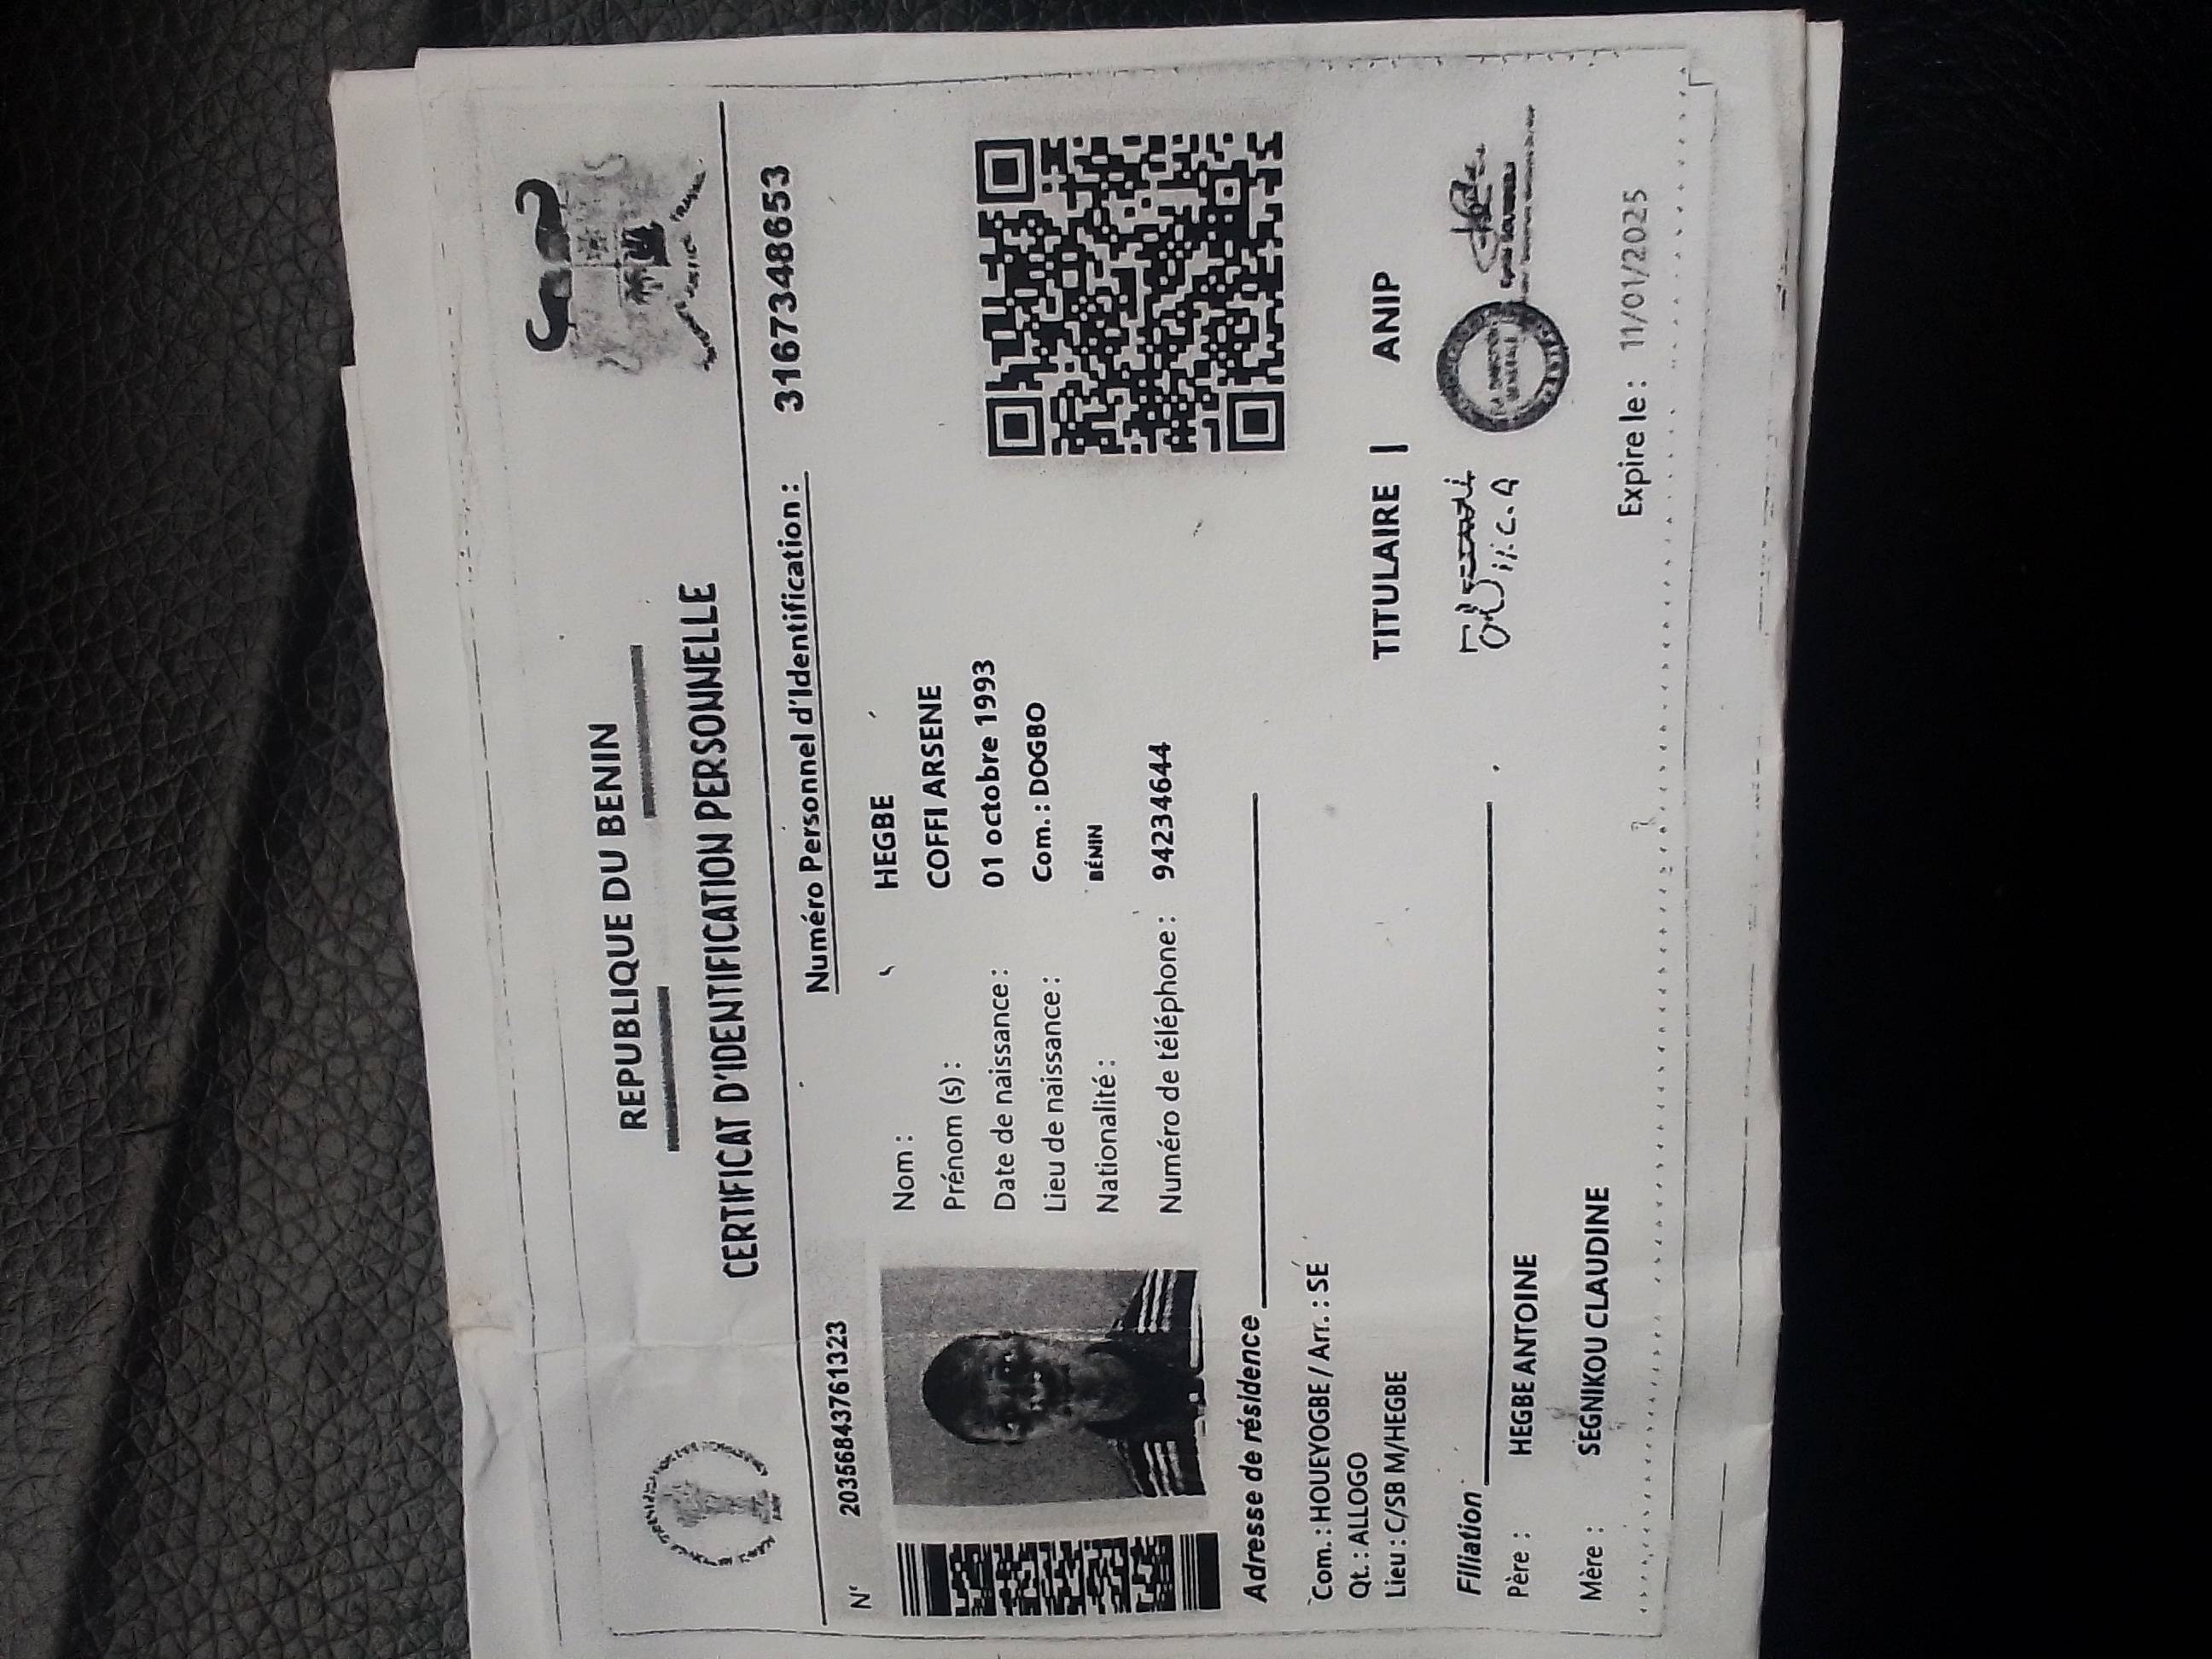 REPUBLIQUE DU BENIN
CERTIFICAT D'IDENTIFICATION PERSONNELLE
N° 2035684376 1323
Numéro Personnel d'Identification : 3167348653
Nom : HEGBE
Prénom (s) : COFFI ARSENE
Date de naissance : 01 octobre 1993
Lieu de naissance : Com. : DOGBO
Nationalité : BÉNIN
Numéro de téléphone : 94234644
Adresse de résidence
Com. : HOUEYOGBE / Arr. : SÉ
Qt. : ALLOGO
Lieu : C/SB M/HEGBE
TITULAIRE | ANIP
Filiation
Père : HEGBE ANTOINE
Mère : SEGNIKOU CLAUDINE
Expire le : 11/01/2025